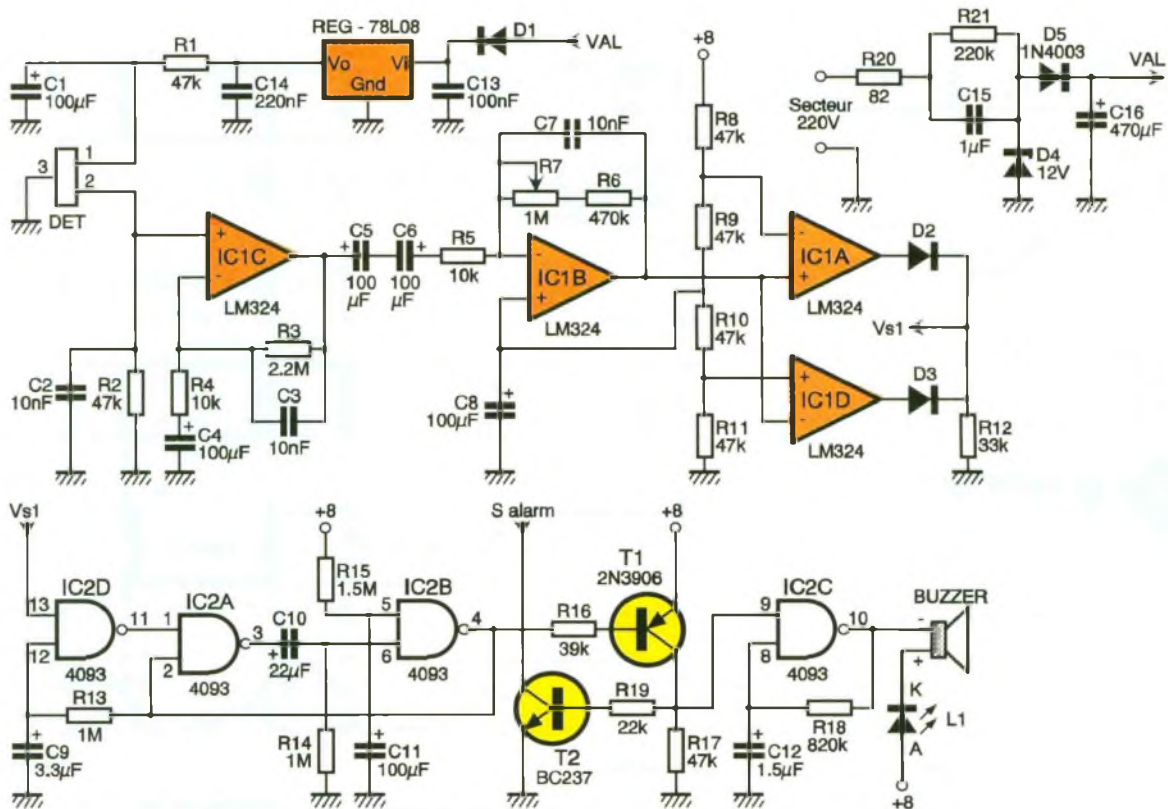 REG - 78L08
R1
47k
Vo
Vi
Gnd
D1
VAL
C1
100µF
C14
220nF
C13
100nF
+8
R21
220k
D5
1N4003
VAL
R20
82
Secteur
220V
C15
1µF
D4
12V
C16
470µF
+
+
1
3
2
DET
C7
10nF
R7
1M
R6
470k
R8
47k
R9
47k
+
-
IC1C
LM324
C5
100
µF
+
C6
100
µF
+
R5
10k
-
+
IC1B
LM324
-
+
IC1A
LM324
D2
R3
2.2M
C3
10nF
C2
10nF
R2
47k
R4
10k
C4
100µF
+
C8
100µF
+
R10
47k
R11
47k
+
-
IC1D
LM324
Vs1
D3
R12
33k
Vs1
+8
S alarm
+8
IC2D
13
12
11
4093
IC2A
1
2
3
4093
C10
22µF
+
R15
1.5M
IC2B
5
6
4
4093
R16
39k
T1
2N3906
IC2C
9
8
10
4093
BUZZER
-
+
R13
1M
C9
3.3µF
+
R14
1M
C11
100µF
+
T2
BC237
R19
22k
R17
47k
C12
1.5µF
+
R18
820k
K
A
L1
+8